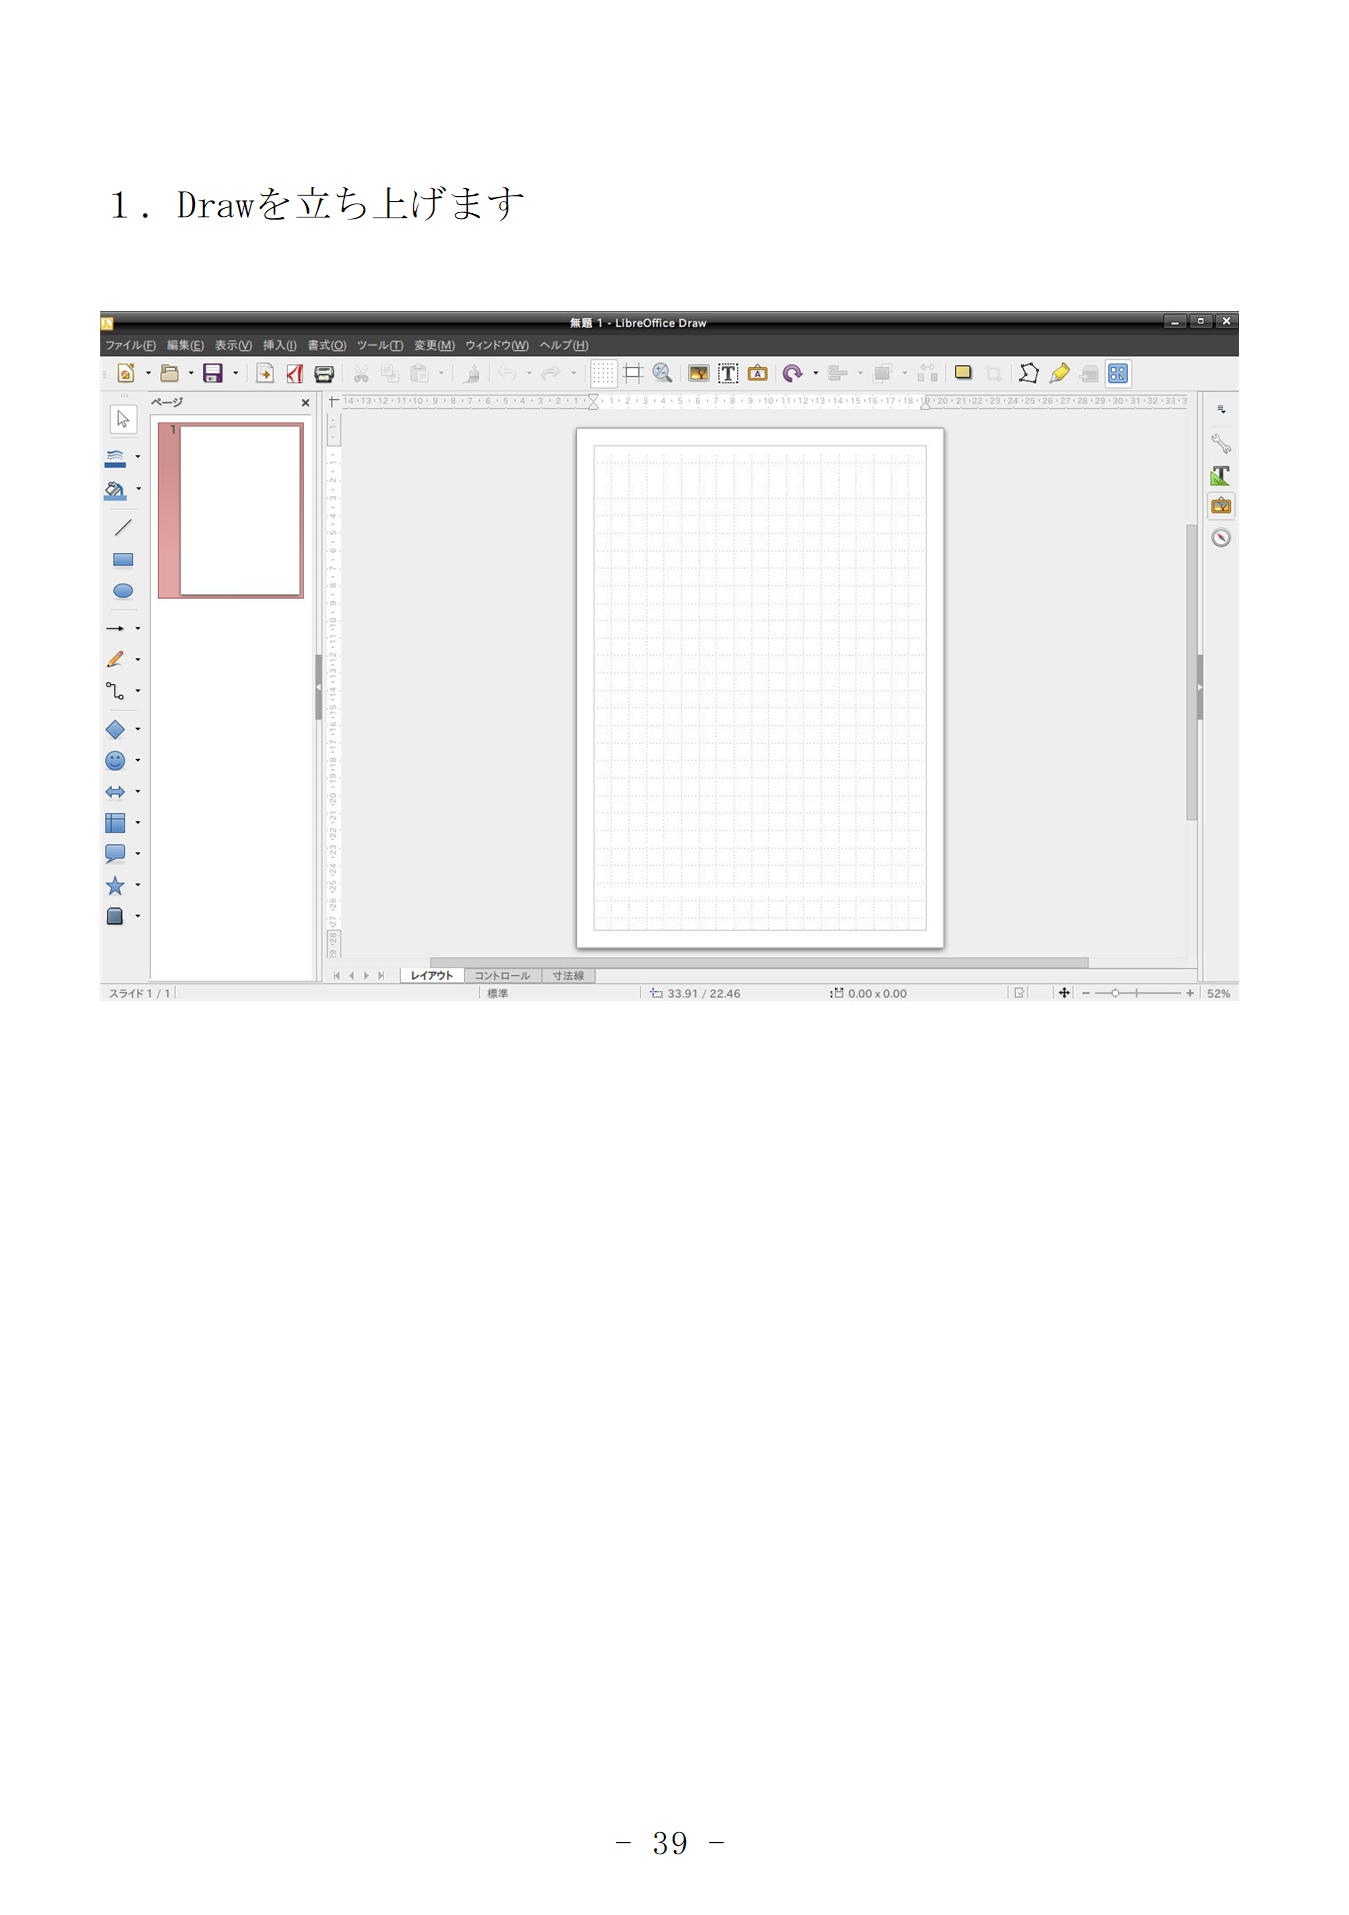 １．Drawを立ち上げます
無題 1 - LibreOffice Draw
ファイル(F) 編集(E) 表示(V) 挿入(I) 書式(O) ツール(T) 変更(M) ウィンドウ(W) ヘルプ(H)
ページ
1
レイアウト コントロール 寸法線
スライド 1 / 1 標準 33.91 / 22.46 0.00 x 0.00 52%
- 39 -